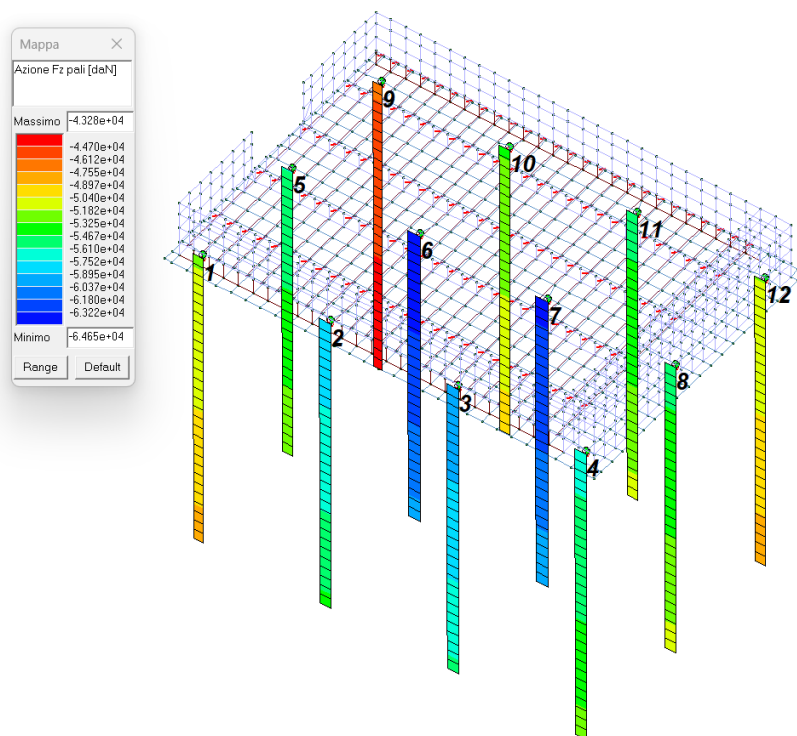 Mappa
Azione Fz pali [daN]
Massimo -4.328e+04
-4.470e+04
-4.612e+04
-4.755e+04
-4.897e+04
-5.040e+04
-5.182e+04
-5.325e+04
-5.467e+04
-5.610e+04
-5.752e+04
-5.895e+04
-6.037e+04
-6.180e+04
-6.322e+04
Minimo -6.465e+04
Range Default
9
10
5
11
6
1
12
7
2
8
3
4